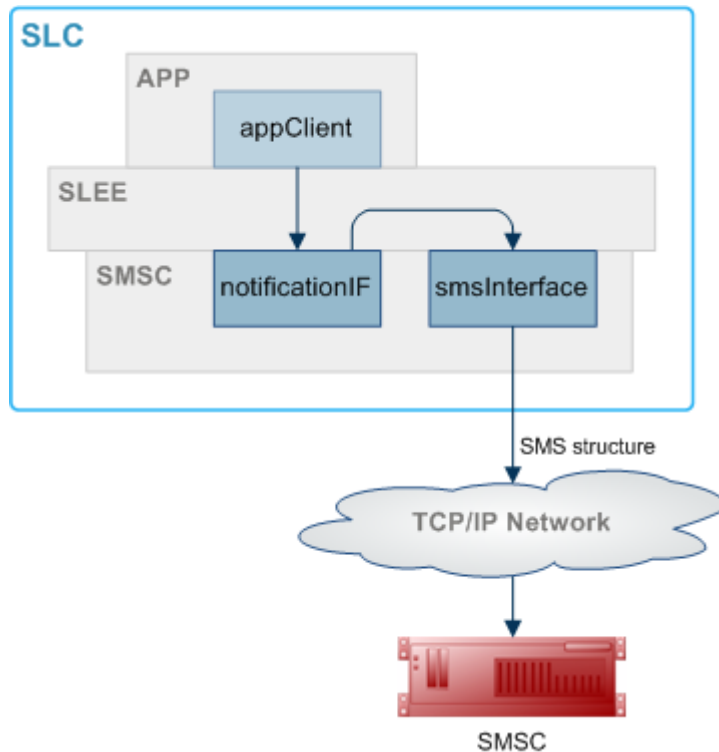 SLC
APP
appClient
SLEE
SMSC
notificationIF
smsInterface
SMS structure
TCP/IP Network
SMSC